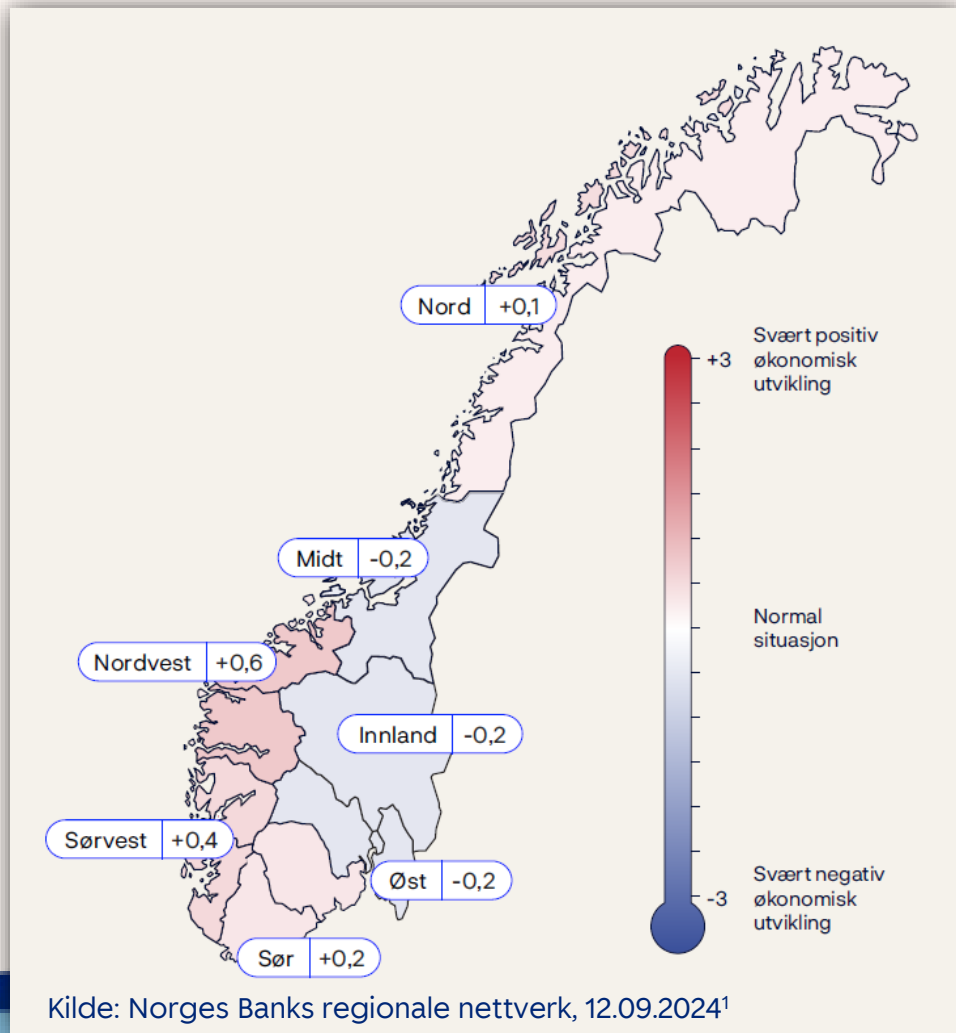 Nord +0,1
Svært positiv
+3 økonomisk
utvikling
Midt -0,2
Normal
situasjon
Nordvest +0,6
Innland -0,2
Sørvest +0,4
Øst -0,2
Svært negativ
-3 økonomisk
utvikling
Sør +0,2
Kilde: Norges Banks regionale nettverk, 12.09.2024¹